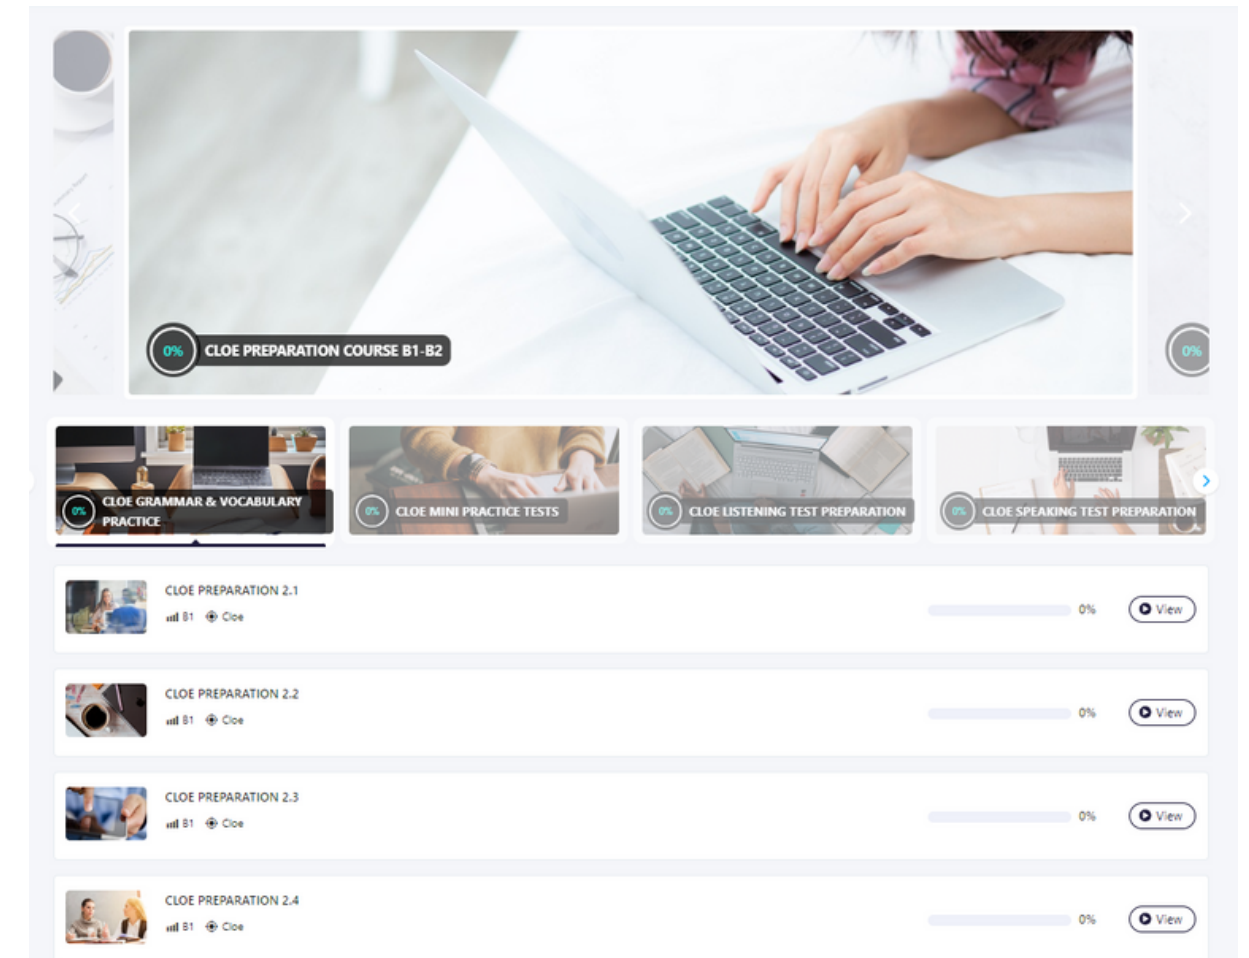 0%
CLOE PREPARATION COURSE B1-B2
0%
0%
CLOE GRAMMAR & VOCABULARY
PRACTICE
0%
CLOE MINI PRACTICE TESTS
0%
CLOE LISTENING TEST PREPARATION
0%
CLOE SPEAKING TEST PREPARATION
CLOE PREPARATION 2.1
B1 Cloe
0%
View
CLOE PREPARATION 2.2
B1 Cloe
0%
View
CLOE PREPARATION 2.3
B1 Cloe
0%
View
CLOE PREPARATION 2.4
B1 Cloe
0%
View